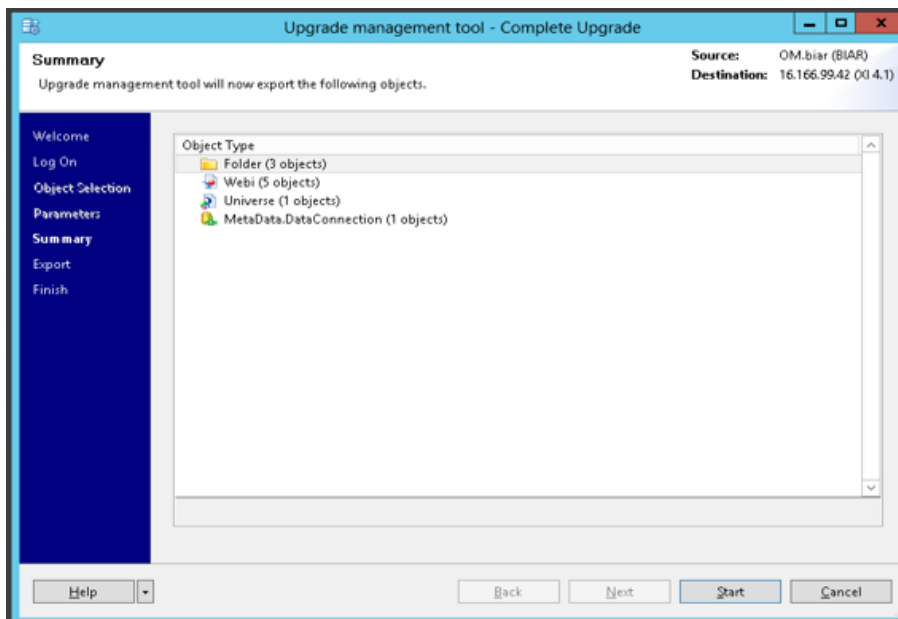 Upgrade management tool - Complete Upgrade
Summary
Upgrade management tool will now export the following objects.
Source: OM.biar (BIAR)
Destination: 16.166.99.42 (XI 4.1)
Welcome
Log On
Object Selection
Parameters
Summary
Export
Finish
Object Type
Folder (3 objects)
Webi (5 objects)
Universe (1 objects)
MetaData.DataConnection (1 objects)
Help
Back
Next
Start
Cancel